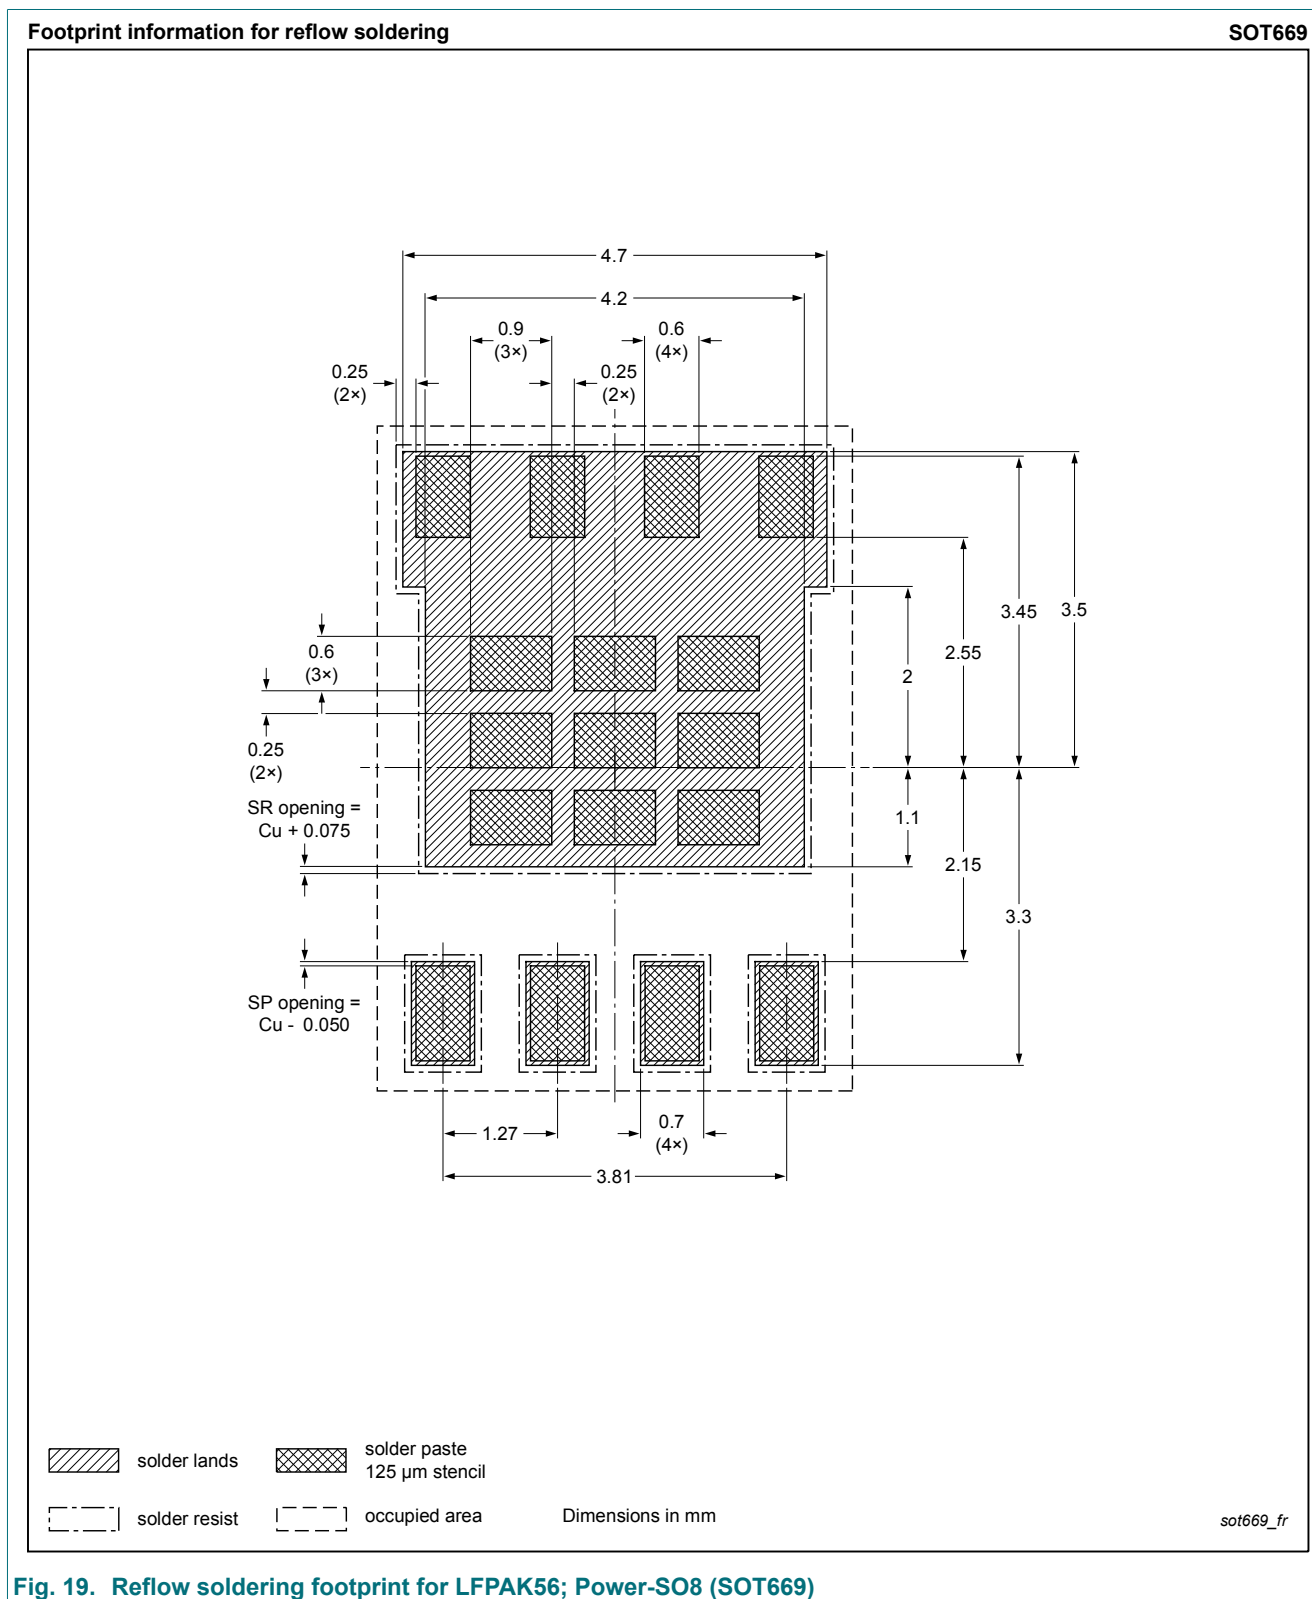 Footprint information for reflow soldering
SOT669
4.7
4.2
0.9
(3×)
0.6
(4×)
0.25
(2×)
0.25
(2×)
3.45
3.5
2.55
2
0.6
(3×)
0.25
(2×)
SR opening =
Cu + 0.075
1.1
2.15
3.3
SP opening =
Cu - 0.050
1.27
0.7
(4×)
3.81
solder lands
solder paste
125 µm stencil
solder resist
occupied area
Dimensions in mm
sot669_fr
Fig. 19. Reflow soldering footprint for LFPAK56; Power-SO8 (SOT669)